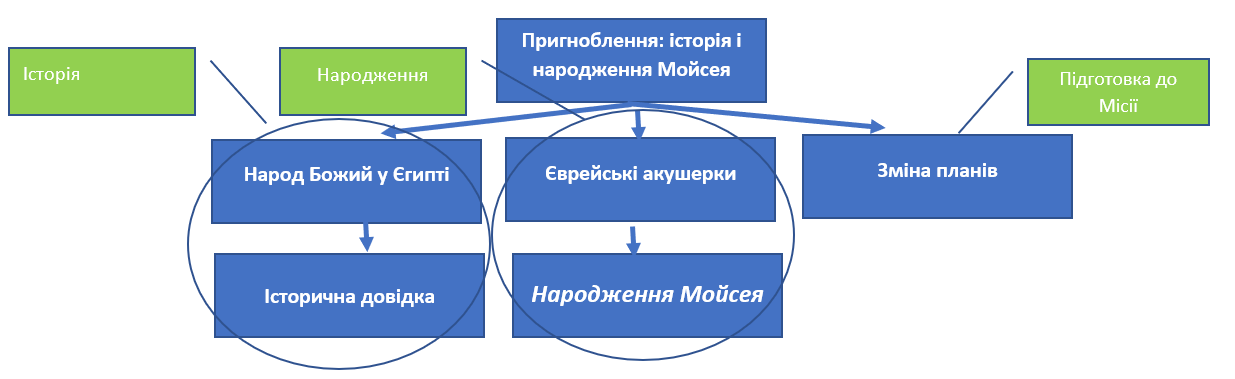 Пригноблення: історія і
народження Мойсея
Історія
Народження
Підготовка до
Місії
Народ Божий у Єгипті
Єврейські акушерки
Зміна планів
Історична довідка
Народження Мойсея